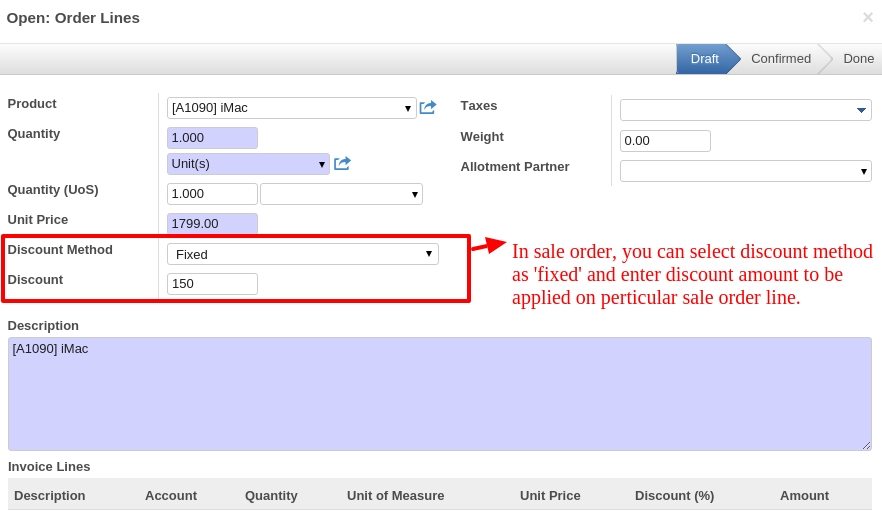 Open: Order Lines ×
Draft Confirmed Done
Product [A1090] iMac Taxes
Quantity 1.000 Weight 0.00
Unit(s) Allotment Partner
Quantity (UoS) 1.000
Unit Price 1799.00
Discount Method Fixed
Discount 150
In sale order, you can select discount method
as 'fixed' and enter discount amount to be
applied on perticular sale order line.
Description
[A1090] iMac
Invoice Lines
Description Account Quantity Unit of Measure Unit Price Discount (%) Amount